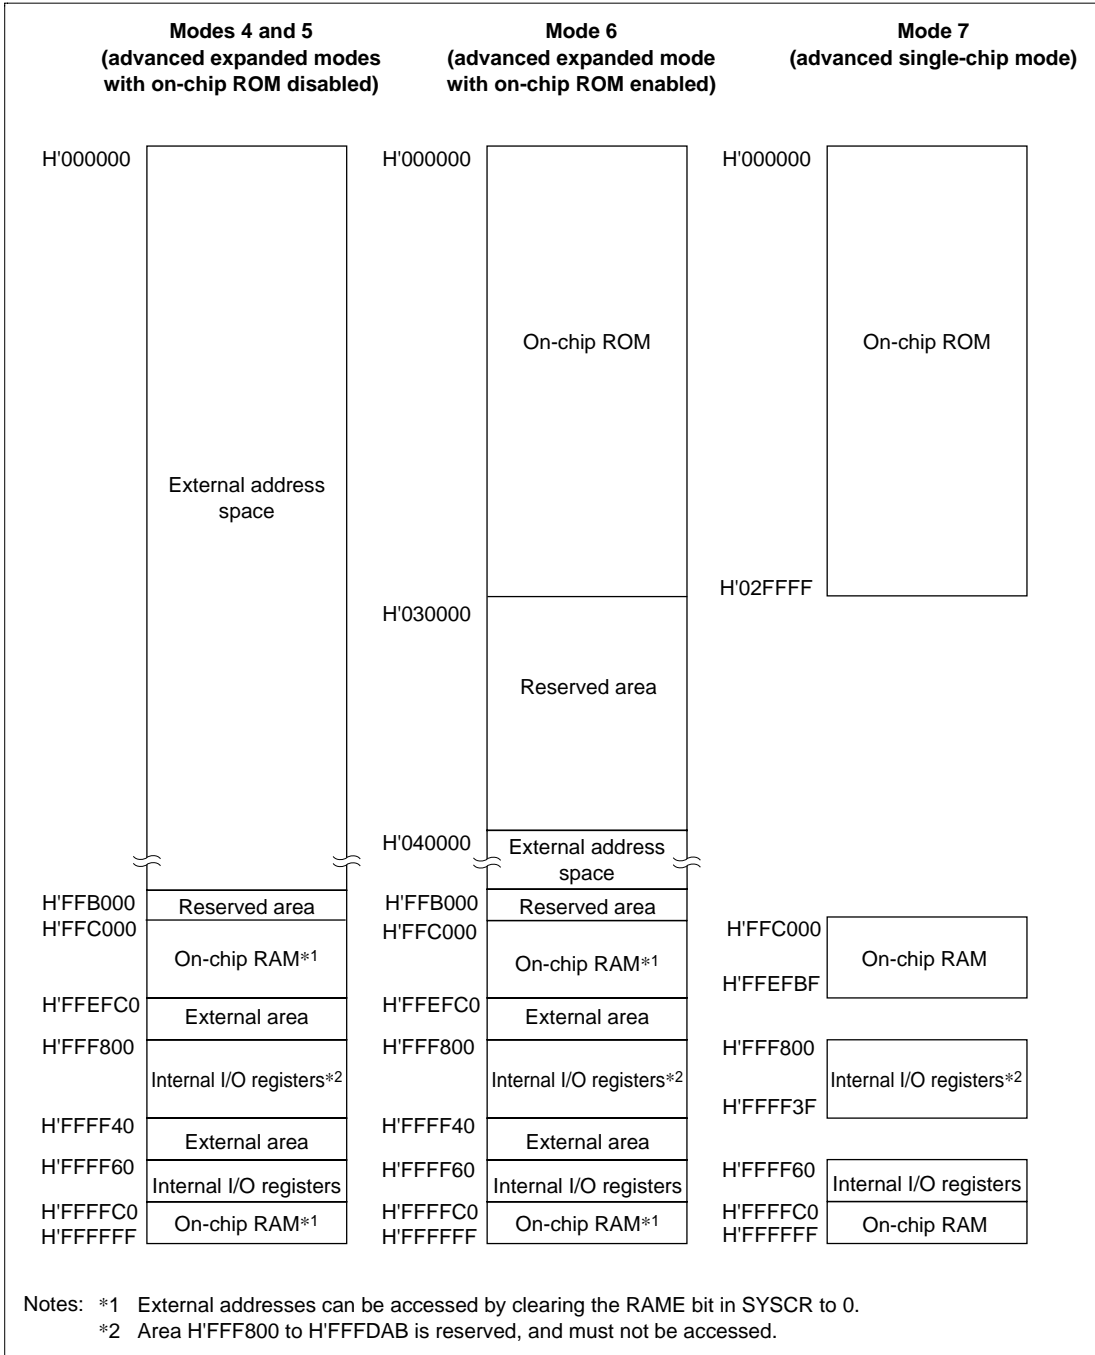 Modes 4 and 5
(advanced expanded modes
with on-chip ROM disabled)
Mode 6
(advanced expanded mode
with on-chip ROM enabled)
Mode 7
(advanced single-chip mode)
H'000000
External address
space
H'FFB000
Reserved area
H'FFC000
On-chip RAM*1
H'FFEFC0
External area
H'FFF800
Internal I/O registers*2
H'FFFF40
External area
H'FFFF60
Internal I/O registers
H'FFFFC0
On-chip RAM*1
H'FFFFFF
H'000000
On-chip ROM
H'030000
Reserved area
H'040000
External address
space
H'FFB000
Reserved area
H'FFC000
On-chip RAM*1
H'FFEFC0
External area
H'FFF800
Internal I/O registers*2
H'FFFF40
External area
H'FFFF60
Internal I/O registers
H'FFFFC0
On-chip RAM*1
H'FFFFFF
H'000000
On-chip ROM
H'02FFFF
H'FFC000
On-chip RAM
H'FFEFBF
H'FFF800
Internal I/O registers*2
H'FFFF3F
H'FFFF60
Internal I/O registers
H'FFFFC0
On-chip RAM
H'FFFFFF
Notes: *1 External addresses can be accessed by clearing the RAME bit in SYSCR to 0.
*2 Area H'FFF800 to H'FFFDAB is reserved, and must not be accessed.